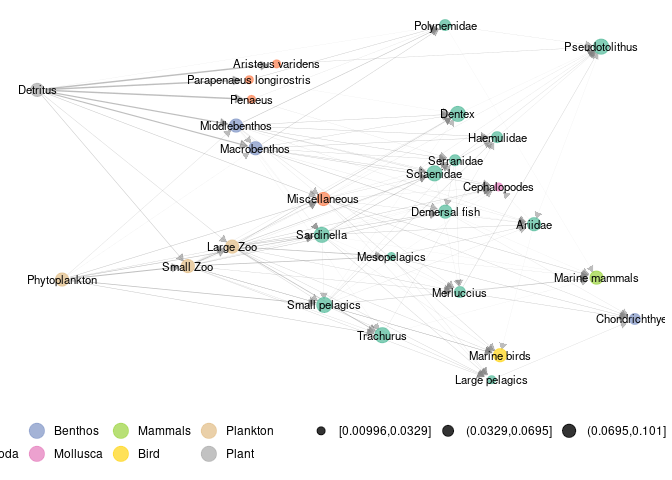 Polynemidae
Pseudotolithus
Aristeus varidens
Parapenaeus longirostris
Detritus
Penaeus
Dentex
Middlebenthos
Haemulidae
Macrobenthos
Serranidae
Sciaenidae
Cephalopodes
Miscellaneous
Demersal fish
Ariidae
Sardinella
Large Zoo
Mesopelagics
Small Zoo
Phytoplankton
Marine mammals
Merluccius
Small pelagics
Chondrichthye
Trachurus
Marine birds
Large pelagics
Benthos Mammals Plankton [0.00996,0.0329] (0.0329,0.0695] (0.0695,0.101]
oda Mollusca Bird Plant